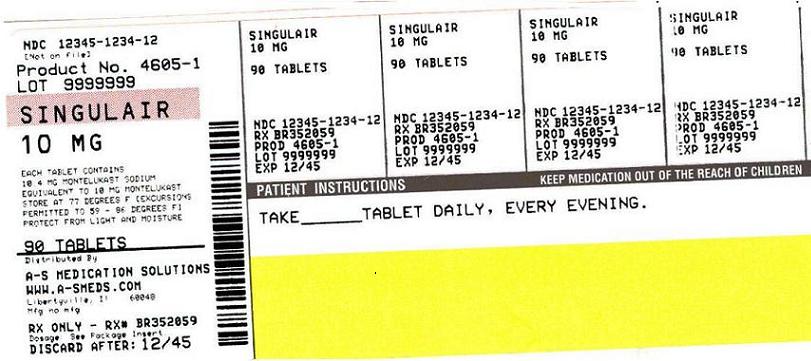 NDC 12345-1234-12
[Not on file]
Product No. 4605-1
LOT 9999999
SINGULAIR
10 MG
EACH TABLET CONTAINS
10.4 MG MONTELUKAST SODIUM
EQUIVALENT TO 10 MG MONTELUKAST
STORE AT 77 DEGREES F (EXCURSIONS
PERMITTED TO 59 - 86 DEGREES F)
PROTECT FROM LIGHT AND MOISTURE
90 TABLETS
Distributed By
A-S MEDICATION SOLUTIONS
WWW.A-SMEDS.COM
Libertyville, Il 60048
Mfg no mfg
RX ONLY - RX# BR352059
Dosage See Package Insert
DISCARD AFTER: 12/45
SINGULAIR
10 MG
90 TABLETS
NDC 12345-1234-12
RX BR352059
PROD 4605-1
LOT 9999999
EXP 12/45
SINGULAIR
10 MG
90 TABLETS
NDC 12345-1234-12
RX BR352059
PROD 4605-1
LOT 9999999
EXP 12/45
SINGULAIR
10 MG
90 TABLETS
NDC 12345-1234-12
RX BR352059
PROD 4605-1
LOT 9999999
EXP 12/45
SINGULAIR
10 MG
90 TABLETS
NDC 12345-1234-12
RX BR352059
PROD 4605-1
LOT 9999999
EXP 12/45
PATIENT INSTRUCTIONS KEEP MEDICATION OUT OF THE REACH OF CHILDREN
TAKE______TABLET DAILY, EVERY EVENING.